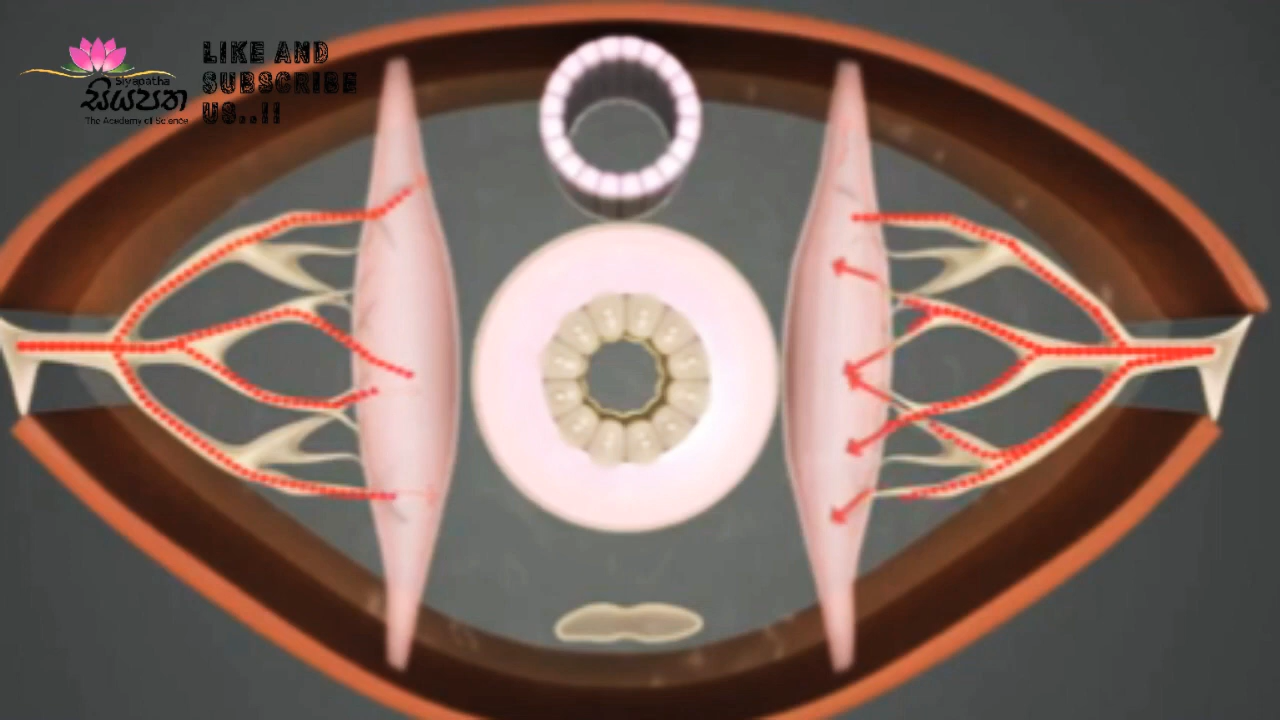 Siyapatha
සියපත
The Academy of Science
LIKE AND
SUBSCRIBE
US..!!